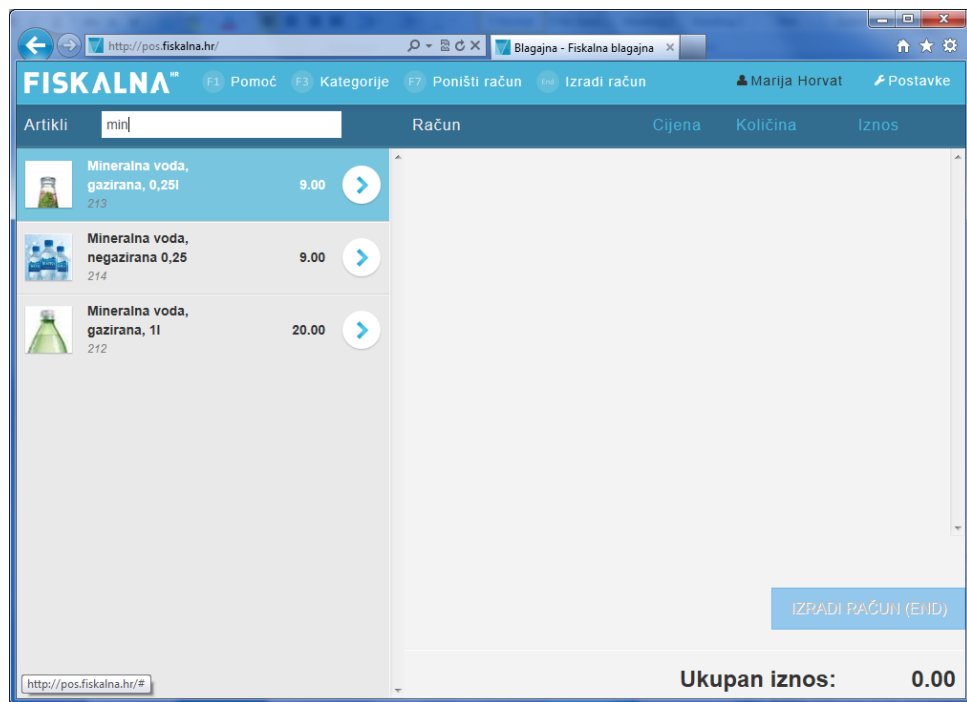 http://pos.fiskalna.hr/
Blagajna - Fiskalna blagajna
FISKALNA HR
F1 Pomoć F3 Kategorije F7 Poništi račun End Izradi račun Marija Horvat Postavke
Artikli min Račun Cijena Količina Iznos
Mineralna voda,
gazirana, 0,25l 9.00
213
Mineralna voda,
negazirana 0,25 9.00
214
Mineralna voda,
gazirana, 1l 20.00
212
IZRADI RAČUN (END)
Ukupan iznos: 0.00
http://pos.fiskalna.hr/#